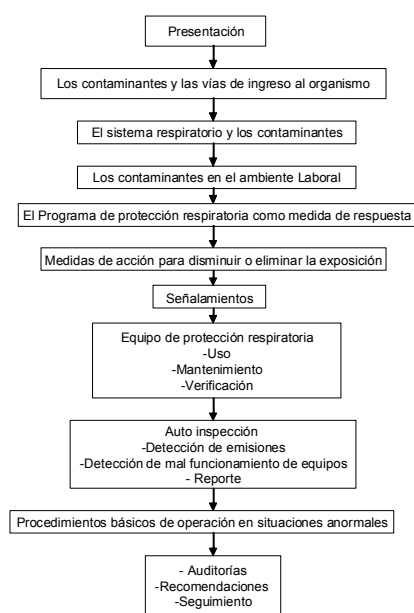 Presentación
Los contaminantes y las vías de ingreso al organismo
El sistema respiratorio y los contaminantes
Los contaminantes en el ambiente Laboral
El Programa de protección respiratoria como medida de respuesta
Medidas de acción para disminuir o eliminar la exposición
Señalamientos
Equipo de protección respiratoria
-Uso
-Mantenimiento
-Verificación
Auto inspección
-Detección de emisiones
-Detección de mal funcionamiento de equipos
- Reporte
Procedimientos básicos de operación en situaciones anormales
- Auditorías
-Recomendaciones
-Seguimiento